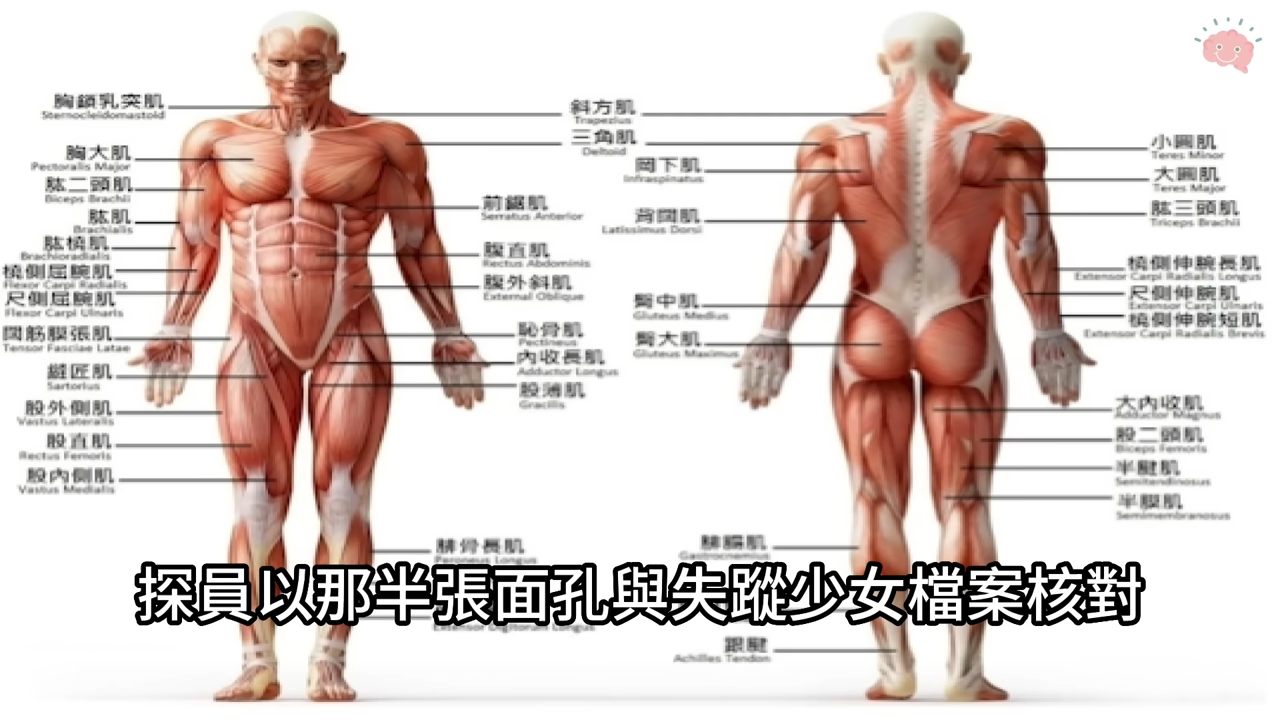 胸鎖乳突肌
Sternocleidomastoid
胸大肌
Pectoralis Major
肱二頭肌
Biceps Brachii
肱肌
Brachialis
肱橈肌
Brachioradialis
橈側屈腕肌
Flexor Carpi Radialis
尺側屈腕肌
Flexor Carpi Ulnaris
闊筋膜張肌
Tensor Fasciae Latae
縫匠肌
Sartorius
股外側肌
Vastus Lateralis
股直肌
Rectus Femoris
股內側肌
Vastus Medialis
斜方肌
Trapezius
三角肌
Deltoid
前鋸肌
Serratus Anterior
腹直肌
Rectus Abdominis
腹外斜肌
External Oblique
恥骨肌
Pectineus
內收長肌
Adductor Longus
股薄肌
Gracilis
腓骨長肌
Peroneus Longus
Extensor Digitorum Longus
岡下肌
Infraspinatus
背闊肌
Latissimus Dorsi
臀中肌
Gluteus Medius
臀大肌
Gluteus Maximus
腓腸肌
Gastrocnemius
跟腱
Achilles Tendon
小圓肌
Teres Minor
大圓肌
Teres Major
肱三頭肌
Triceps Brachii
橈側伸腕長肌
Extensor Carpi Radialis Longus
尺側伸腕肌
Extensor Carpi Ulnaris
橈側伸腕短肌
Extensor Carpi Radialis Brevis
大內收肌
Adductor Magnus
股二頭肌
Biceps Femoris
半腱肌
Semitendinosus
半膜肌
Semimembranosus
探員以那半張面孔與失蹤少女檔案核對